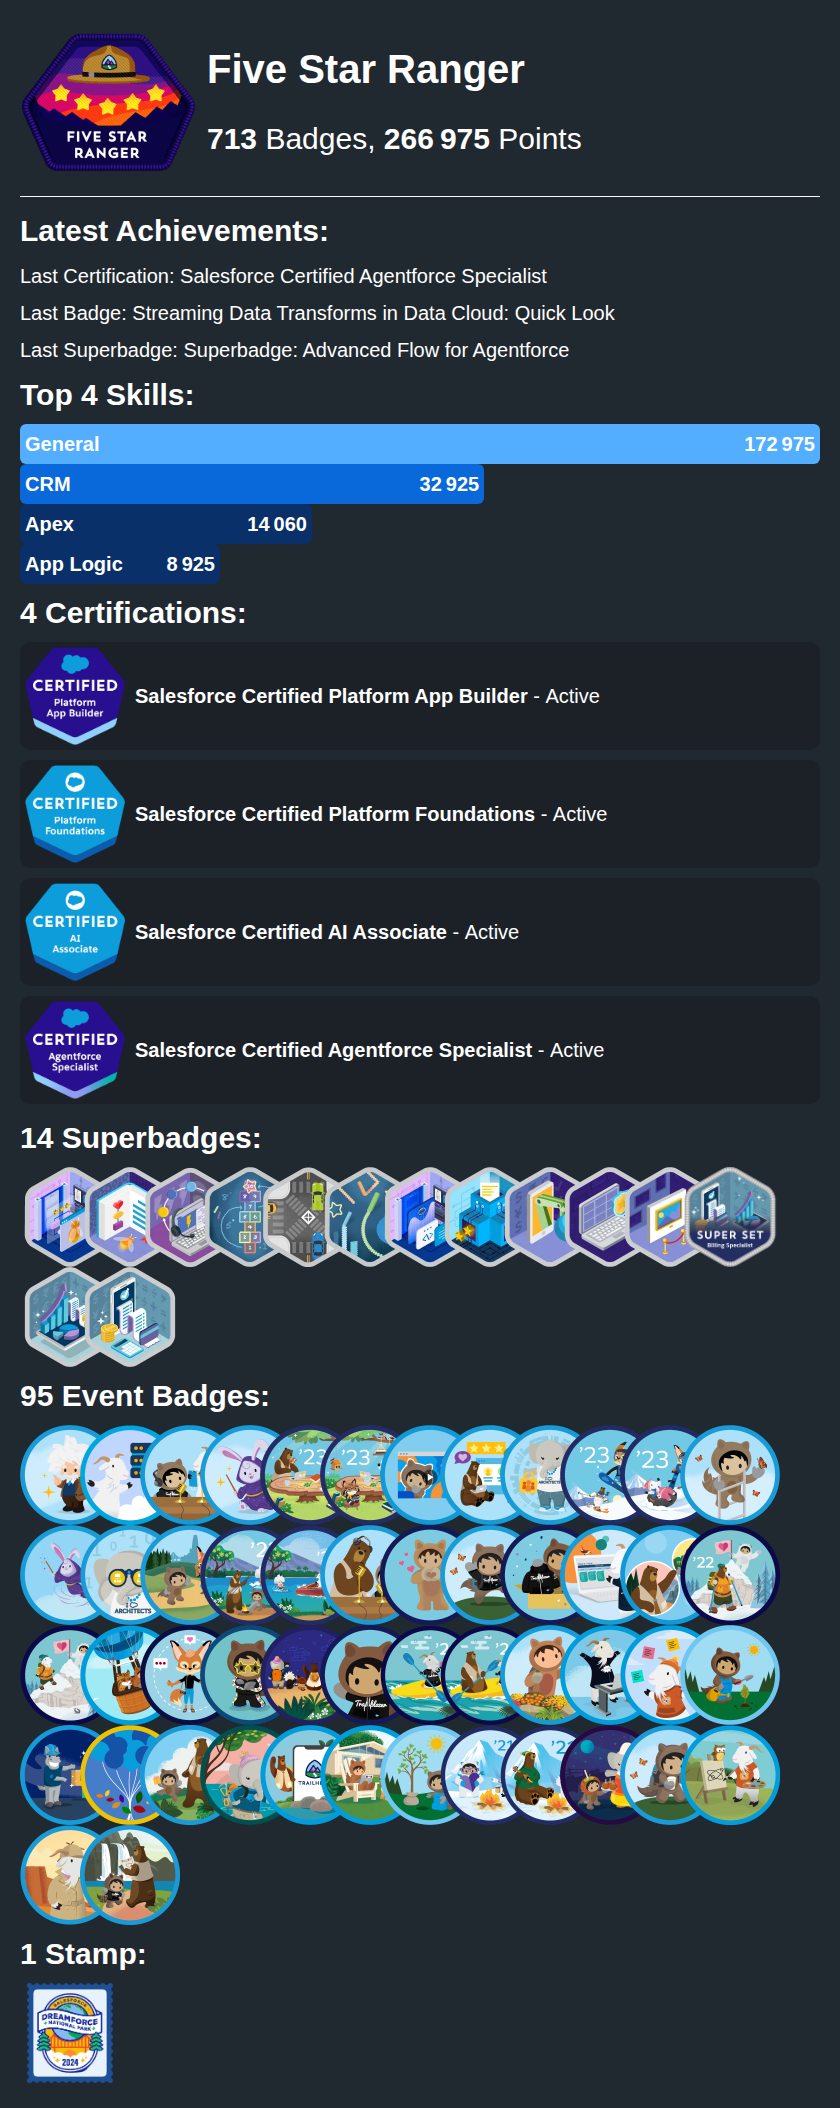 FIVE STAR
RANGER
Five Star Ranger
713 Badges, 266 975 Points
Latest Achievements:
Last Certification: Salesforce Certified Agentforce Specialist
Last Badge: Streaming Data Transforms in Data Cloud: Quick Look
Last Superbadge: Superbadge: Advanced Flow for Agentforce
Top 4 Skills:
General 172 975
CRM 32 925
Apex 14 060
App Logic 8 925
4 Certifications:
CERTIFIED
Platform
App Builder
Salesforce Certified Platform App Builder - Active
CERTIFIED
Platform
Foundations
Salesforce Certified Platform Foundations - Active
CERTIFIED
AI
Associate
Salesforce Certified AI Associate - Active
CERTIFIED
Agentforce
Specialist
Salesforce Certified Agentforce Specialist - Active
14 Superbadges:
SUPER SET
Billing Specialist
95 Event Badges:
'23 '23 '23 '23
ARCHITECTS
'22
Trailblazer
'21
1 Stamp:
SALESFORCE
DREAMFORCE
NATIONAL PARK
2024